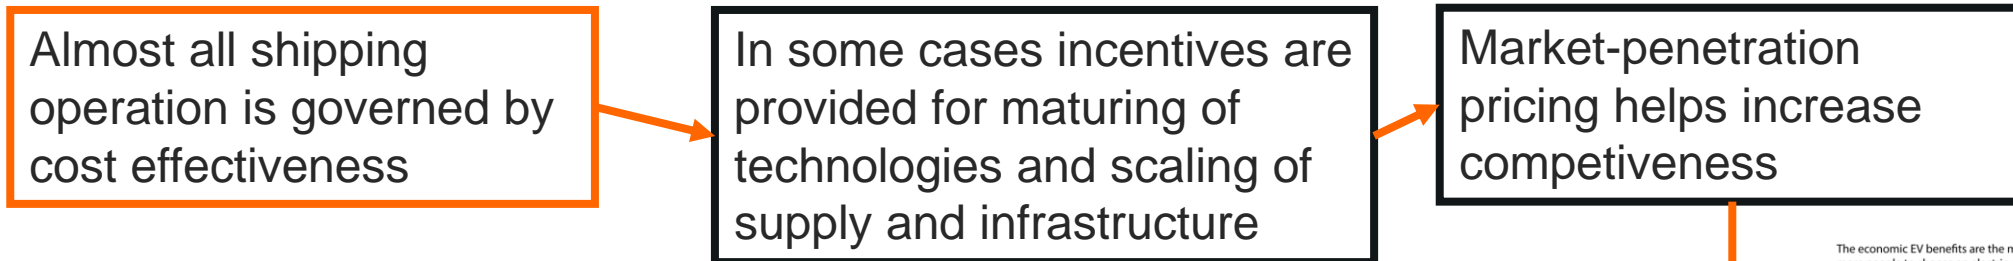 Almost all shipping
operation is governed by
cost effectiveness
In some cases incentives are
provided for maturing of
technologies and scaling of
supply and infrastructure
Market-penetration
pricing helps increase
competiveness
The economic EV benefits are the